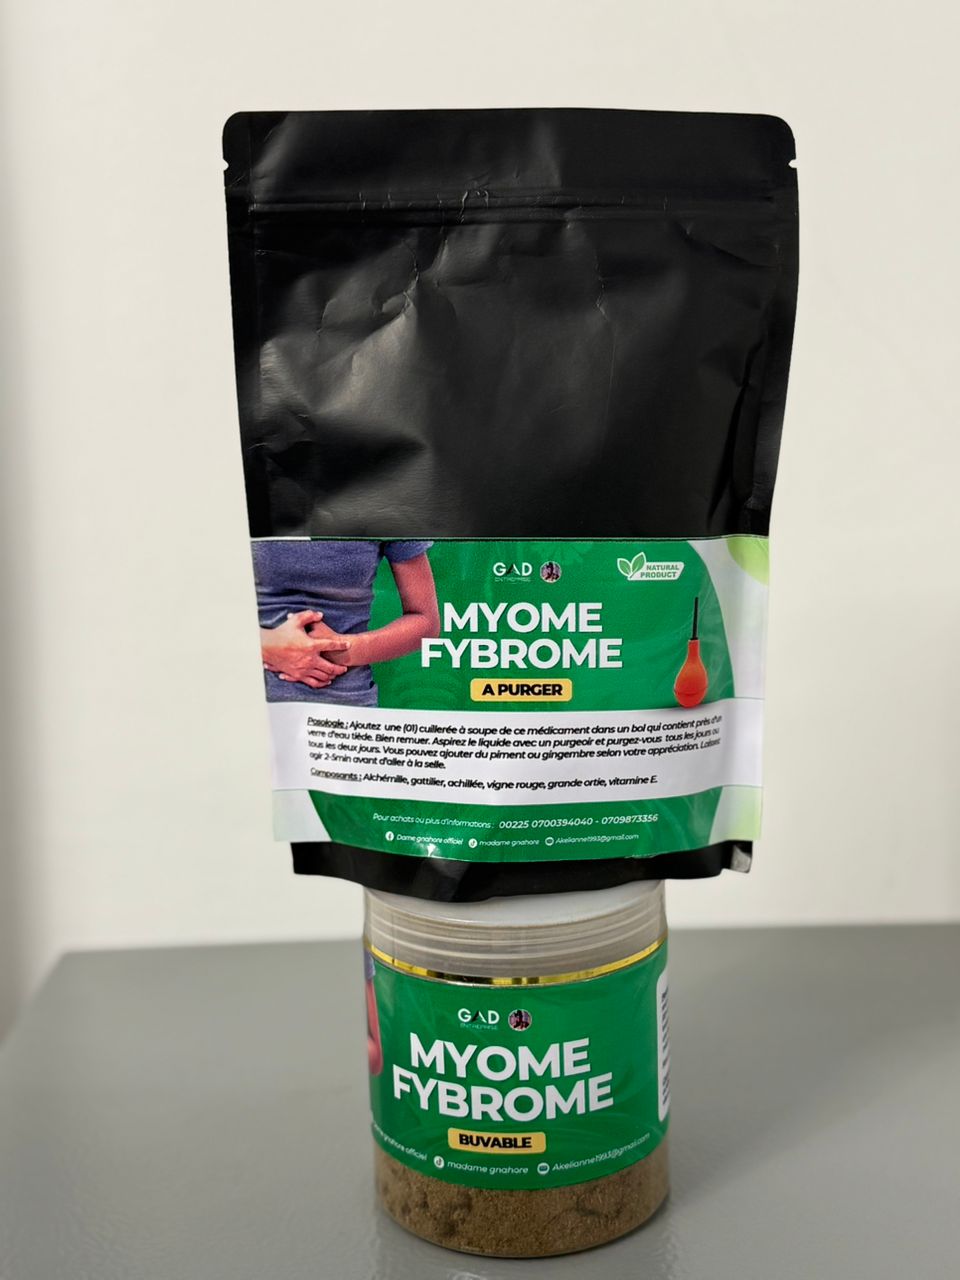 GAD
ENTREPRISE
NATURAL
PRODUCT
MYOME
FYBROME
A PURGER
Posologie : Ajoutez une (01) cuillerée à soupe de ce médicament dans un bol qui contient près d'un
verre d'eau tiède. Bien remuer. Aspirez le liquide avec un purgeoir et purgez-vous tous les jours ou
tous les deux jours. Vous pouvez ajouter du piment ou gingembre selon votre appréciation. Laissez
agir 2-5min avant d'aller à la selle.
Composants : Alchémille, gattilier, achillée, vigne rouge, grande ortie, vitamine E.
Pour achats ou plus d'informations : 00225 0700394040 - 0709873356
Dame gnahore officiel madame gnahore Akelianne1993@gmail.com
GAD
ENTREPRISE
MYOME
FYBROME
BUVABLE
Dame gnahore officiel madame gnahore Akelianne1993@gmail.com